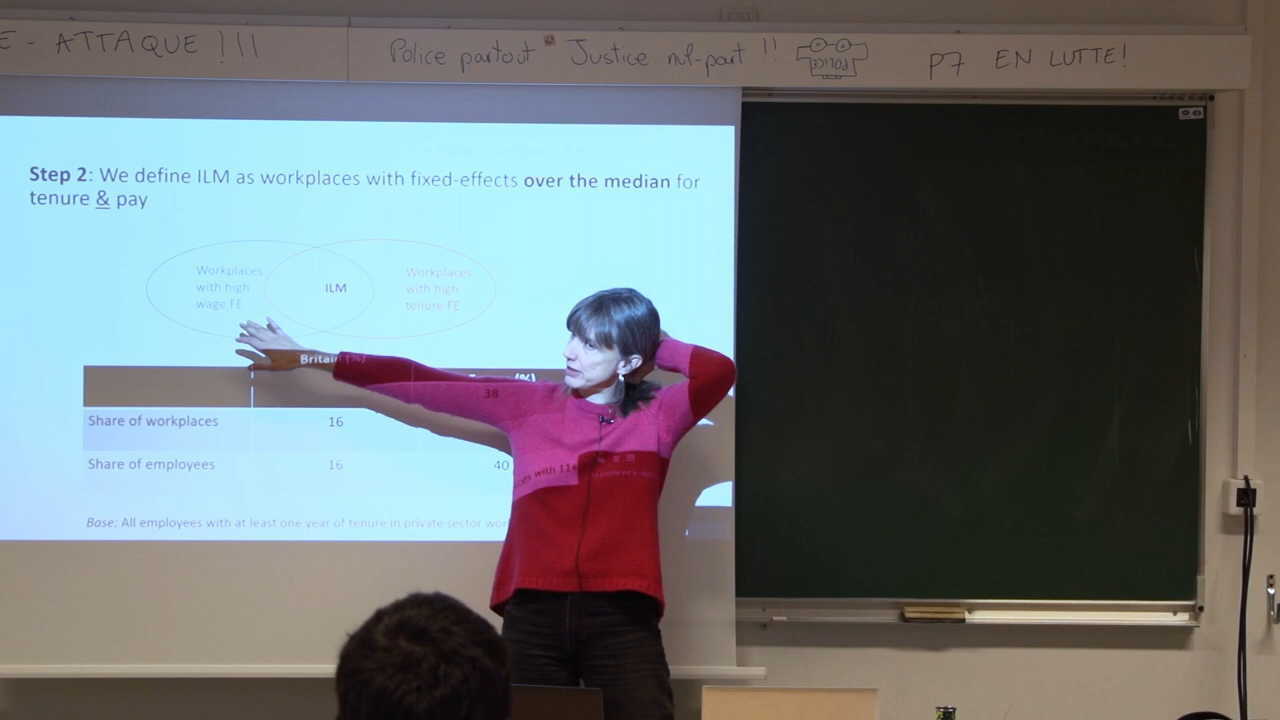 E - ATTAQUE !!!
Police partout Justice nul-part !!
POLICE
P7 EN LUTTE!
Step 2: We define ILM as workplaces with fixed-effects over the median for
tenure & pay
Workplaces
with high
wage FE
ILM
Workplaces
with high
tenure FE
Britain (%)
(%)
Share of workplaces 16 38
Share of employees 16 40
with 11+
Base: All employees with at least one year of tenure in private sector